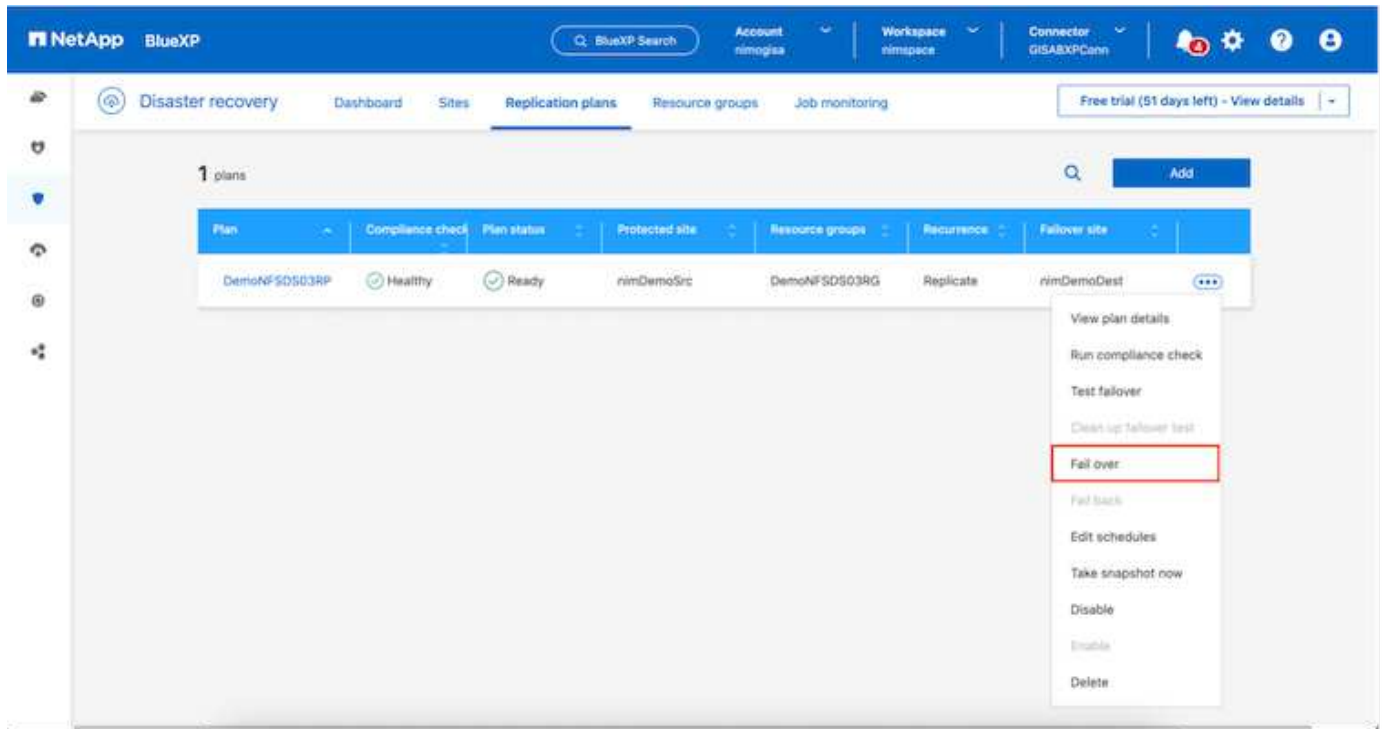 NetApp BlueXP BlueXP Search Account Workspace Connector
nimogisa nimspace GISABXPConn
4
Disaster recovery Dashboard Sites Replication plans Resource groups Job monitoring Free trial (51 days left) - View details
1 plans Add
Plan Compliance check Plan status Protected site Resource groups Recurrence Failover site
DemoNFSDS03RP Healthy Ready nimDemoSrc DemoNFSDS03RG Replicate nimDemoDest
View plan details
Run compliance check
Test failover
Clean up failover test
Fail over
Fail back
Edit schedules
Take snapshot now
Disable
Enable
Delete